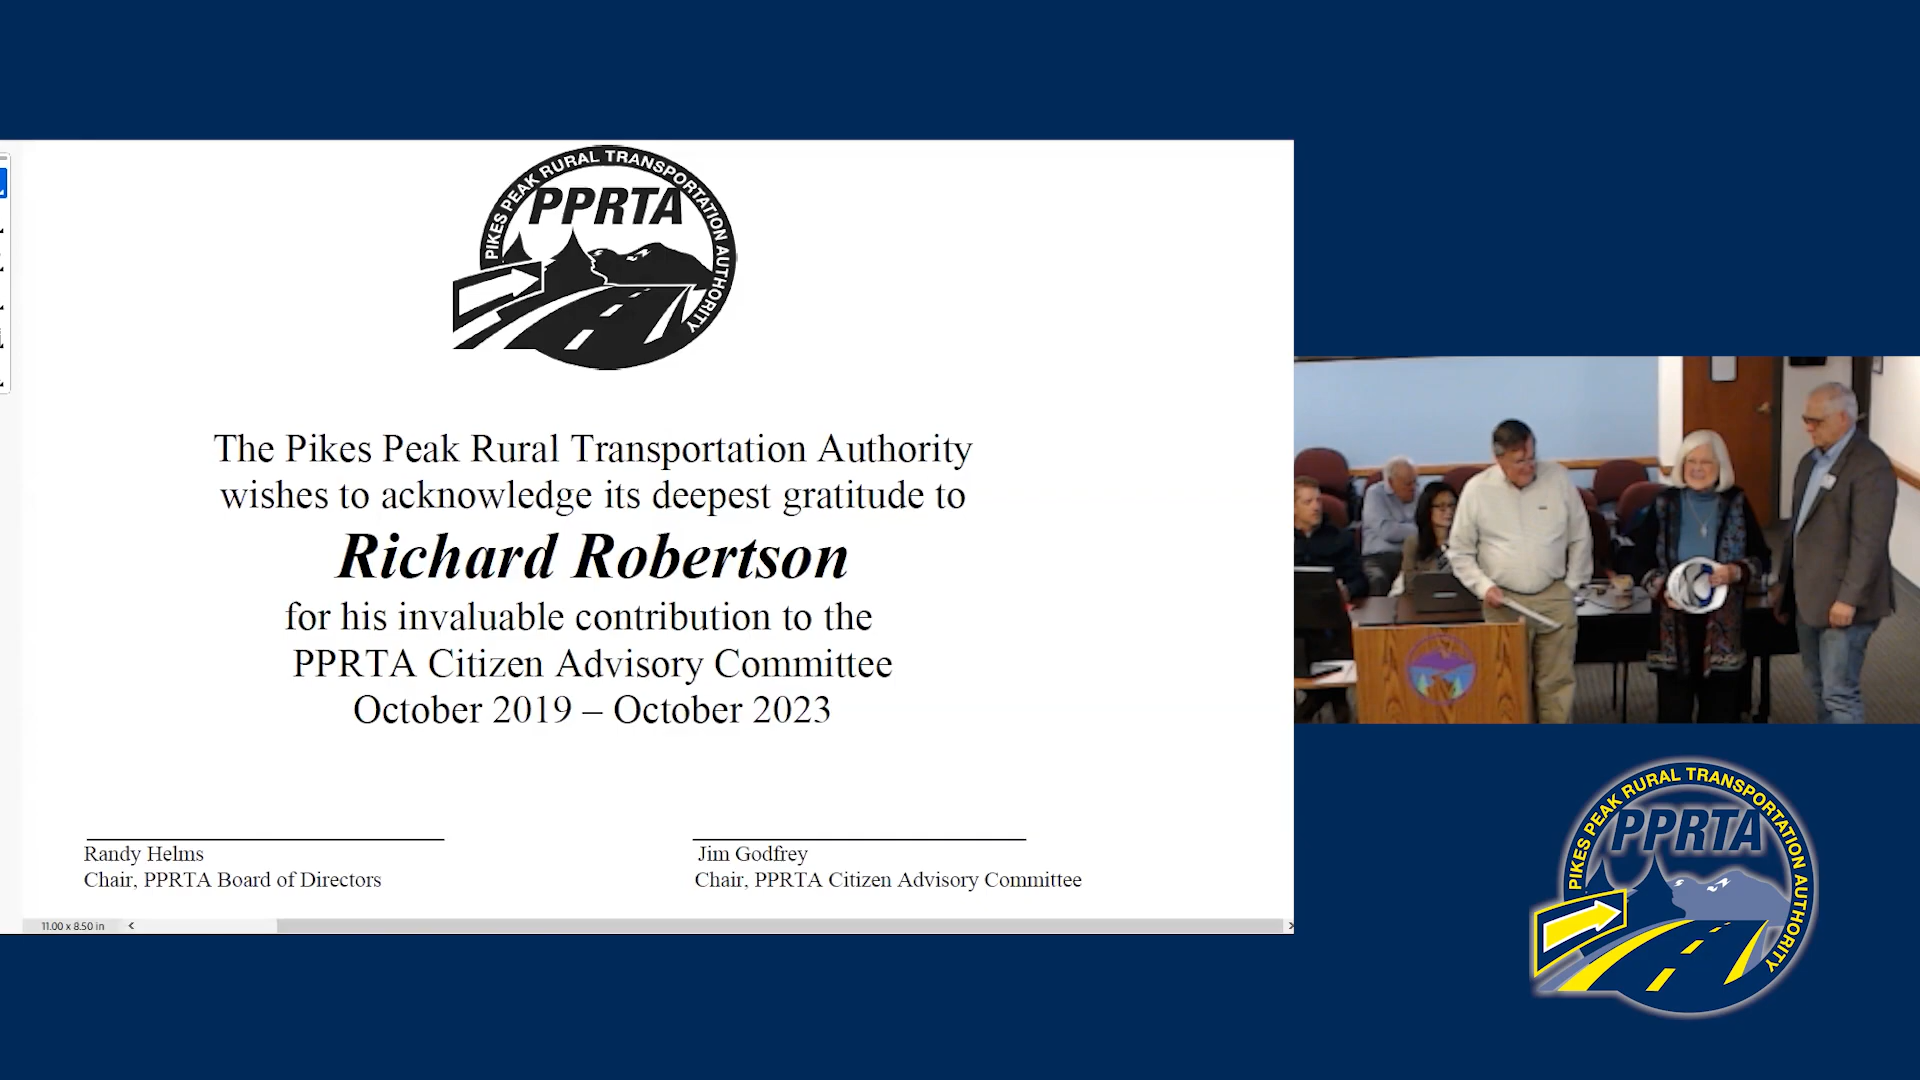 PIKES PEAK RURAL TRANSPORTATION AUTHORITY
PPRTA
The Pikes Peak Rural Transportation Authority
wishes to acknowledge its deepest gratitude to
Richard Robertson
for his invaluable contribution to the
PPRTA Citizen Advisory Committee
October 2019 – October 2023
Randy Helms
Chair, PPRTA Board of Directors
Jim Godfrey
Chair, PPRTA Citizen Advisory Committee
11.00 x 8.50 in
PIKES PEAK RURAL TRANSPORTATION AUTHORITY
PPRTA